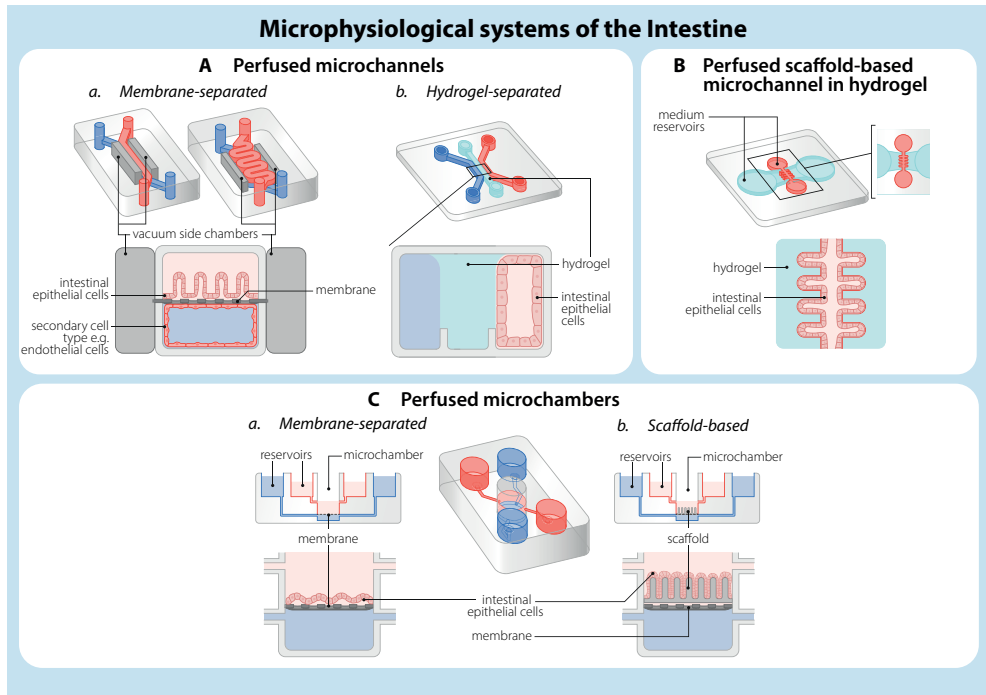 Microphysiological systems of the Intestine
A Perfused microchannels
a. Membrane-separated
b. Hydrogel-separated
vacuum side chambers
intestinal
epithelial cells
membrane
secondary cell
type e.g.
endothelial cells
hydrogel
intestinal
epithelial
cells
B Perfused scaffold-based
microchannel in hydrogel
medium
reservoirs
hydrogel
intestinal
epithelial cells
C Perfused microchambers
a. Membrane-separated
reservoirs
microchamber
membrane
b. Scaffold-based
reservoirs
microchamber
scaffold
intestinal
epithelial cells
membrane